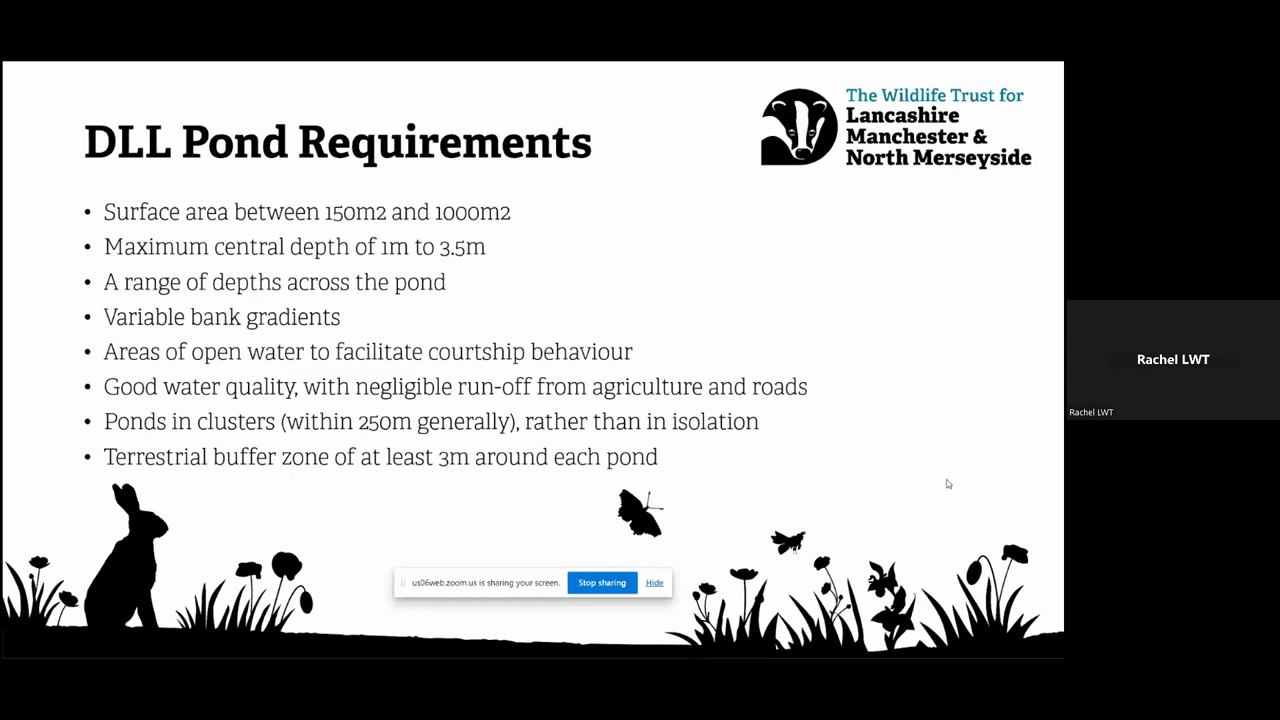 DLL Pond Requirements
The Wildlife Trust for
Lancashire
Manchester &
North Merseyside
• Surface area between 150m2 and 1000m2
• Maximum central depth of 1m to 3.5m
• A range of depths across the pond
• Variable bank gradients
• Areas of open water to facilitate courtship behaviour
• Good water quality, with negligible run-off from agriculture and roads
• Ponds in clusters (within 250m generally), rather than in isolation
• Terrestrial buffer zone of at least 3m around each pond
us06web.zoom.us is sharing your screen. Stop sharing Hide
Rachel LWT
Rachel LWT